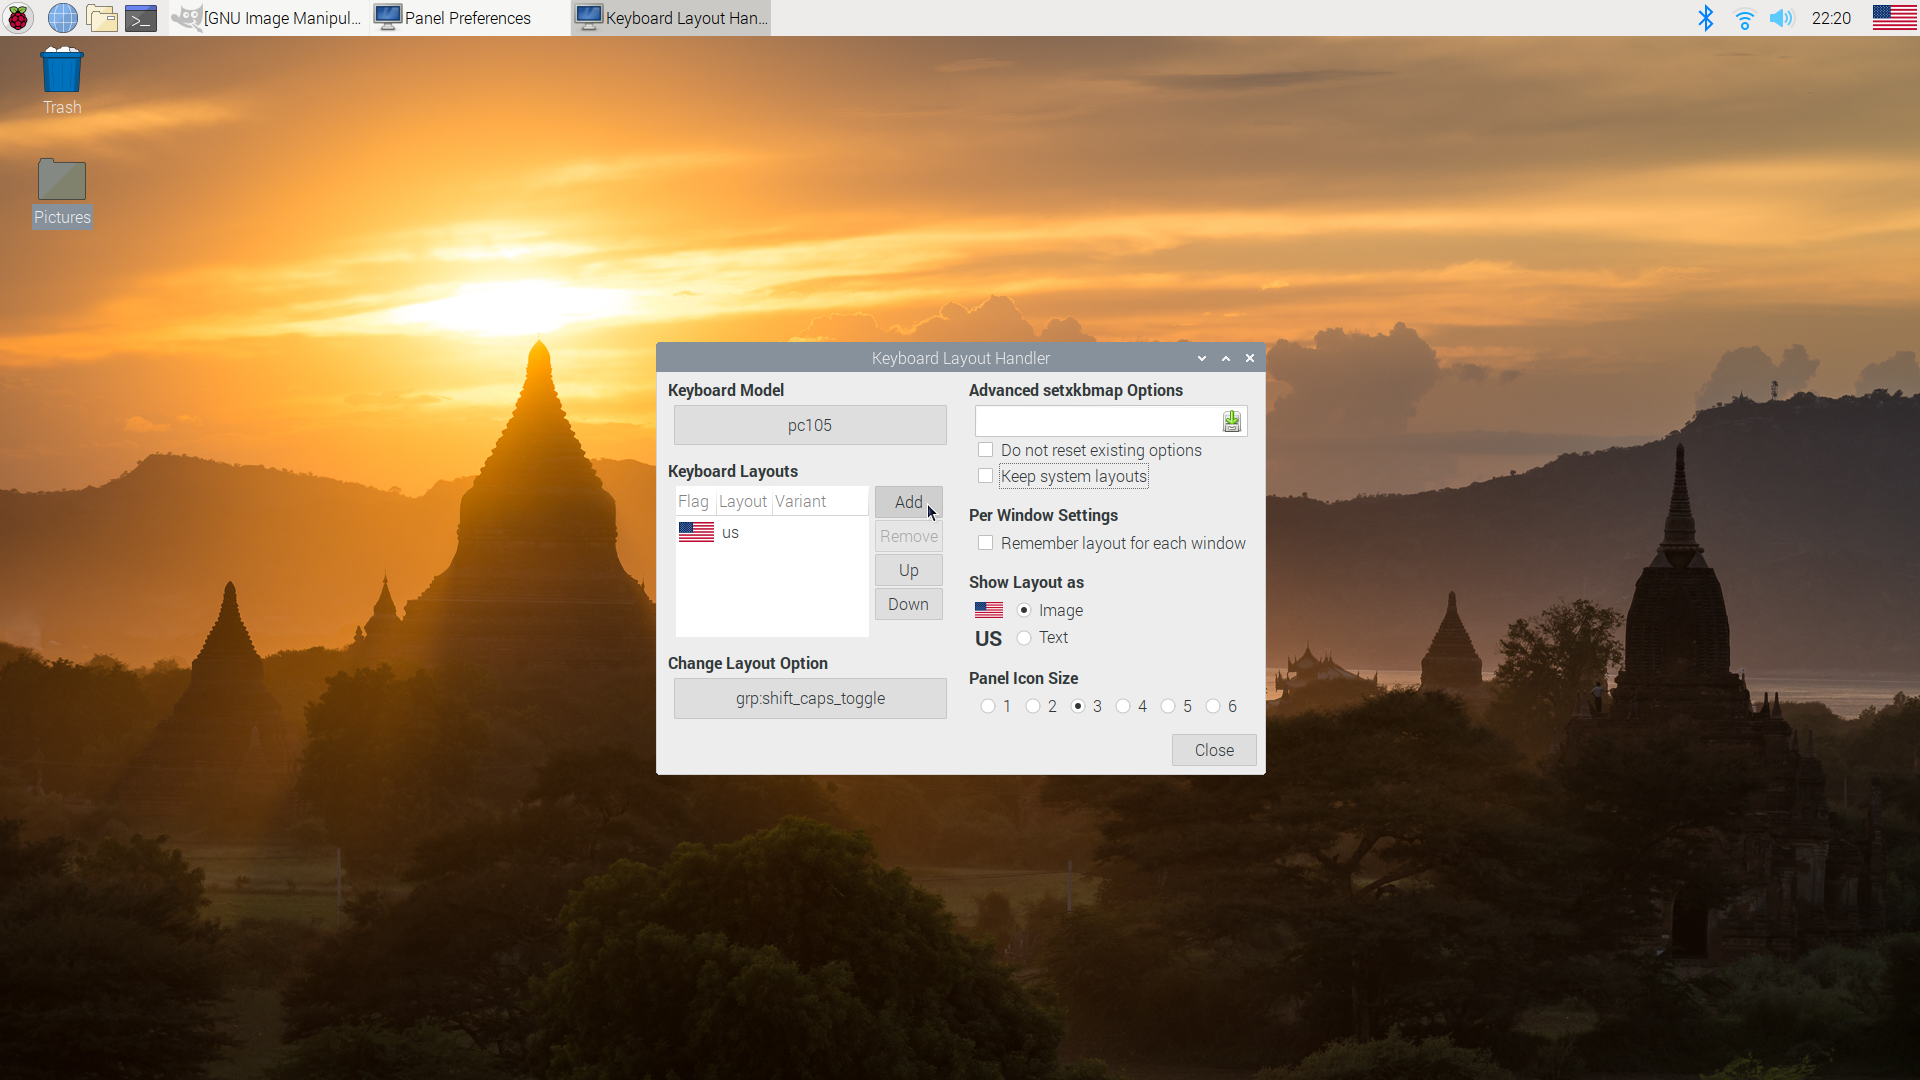 [GNU Image Manipul... Panel Preferences Keyboard Layout Han... 22:20
Trash
Pictures
Keyboard Layout Handler
Keyboard Model
pc105
Keyboard Layouts
Flag Layout Variant
us
Add
Remove
Up
Down
Change Layout Option
grp:shift_caps_toggle
Advanced setxkbmap Options
Do not reset existing options
Keep system layouts
Per Window Settings
Remember layout for each window
Show Layout as
Image
US Text
Panel Icon Size
1 2 3 4 5 6
Close